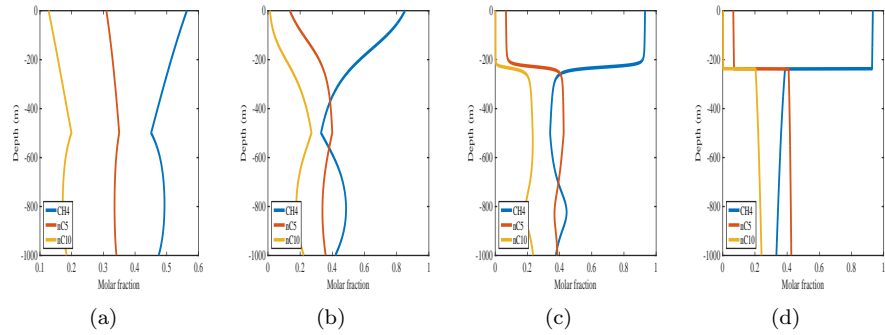 0
-200
-400
-600
-800
-1000
Depth (m)
CH4
nC5
nC10
0.1 0.2 0.3 0.4 0.5 0.6
Molar fraction
(a)
0
-200
-400
-600
-800
-1000
Depth (m)
CH4
nC5
nC10
0 0.2 0.4 0.6 0.8 1
Molar fraction
(b)
0
-200
-400
-600
-800
-1000
Depth (m)
CH4
nC5
nC10
0 0.2 0.4 0.6 0.8 1
Molar fraction
(c)
0
-200
-400
-600
-800
-1000
Depth (m)
CH4
nC5
nC10
0 0.2 0.4 0.6 0.8 1
Molar fraction
(d)